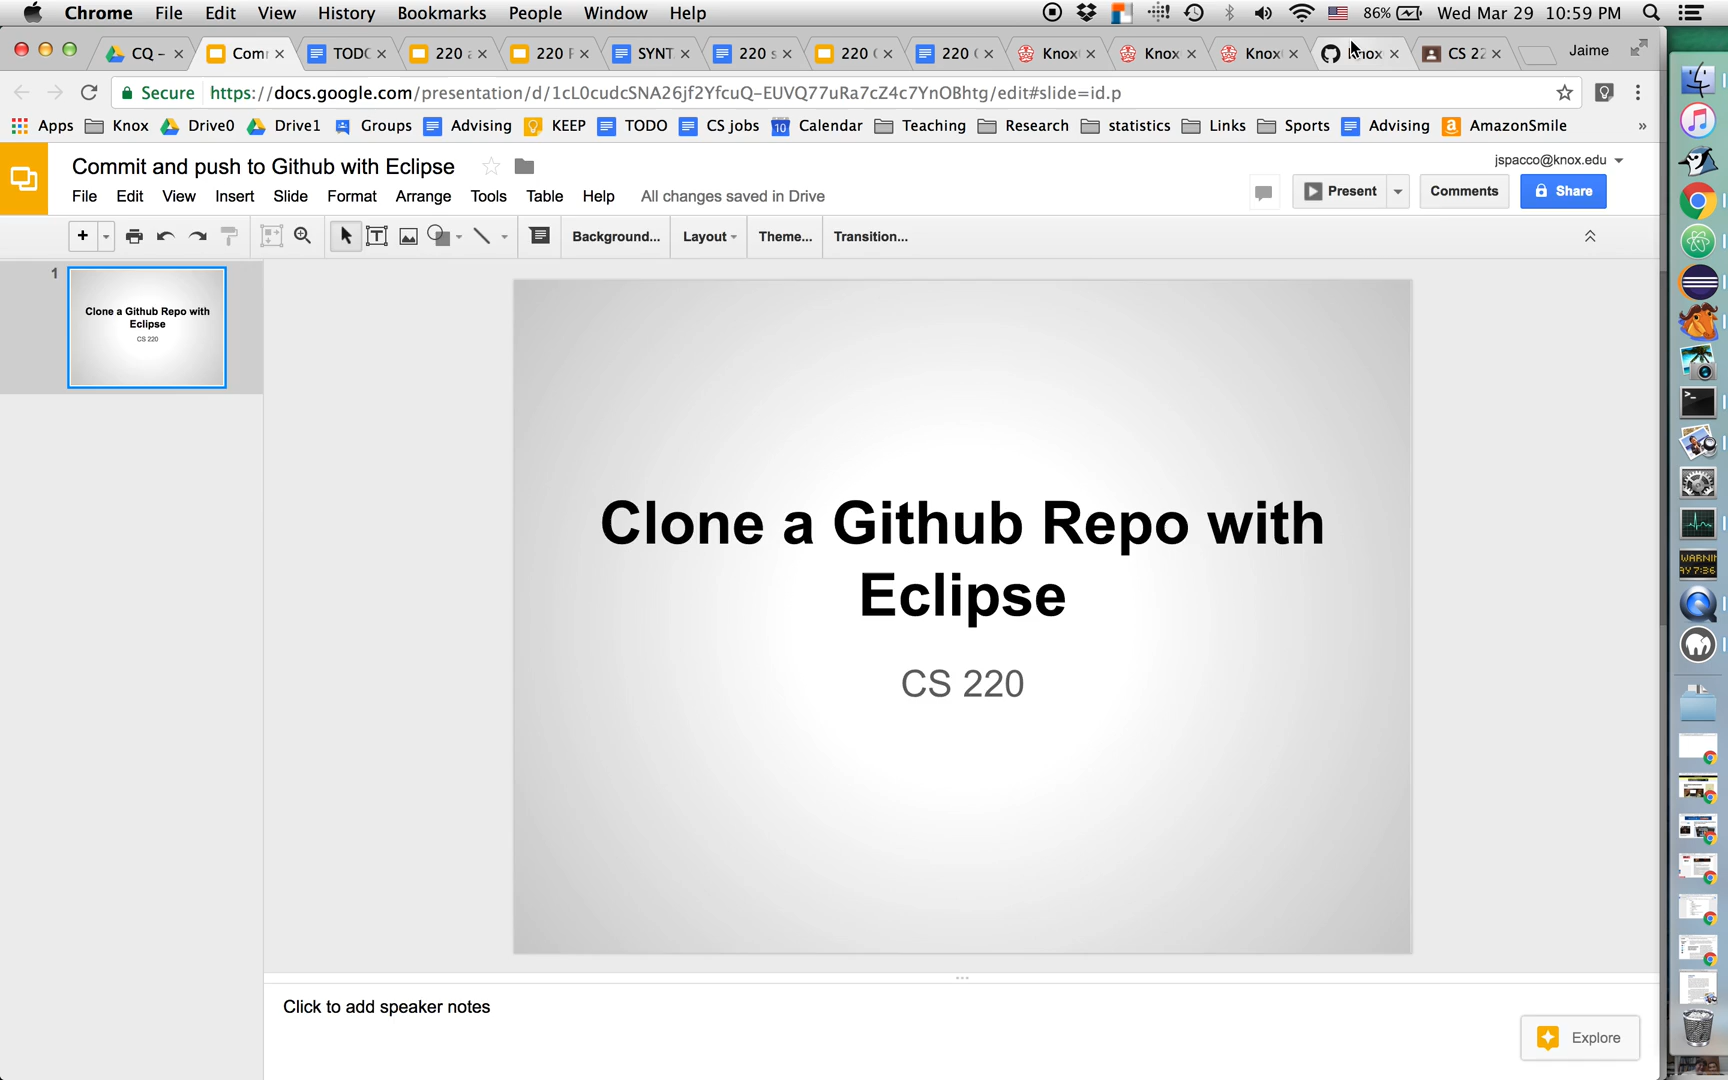 Chrome File Edit View History Bookmarks People Window Help 86% Wed Mar 29 10:59 PM
CQ - Com TODO 220 220 F SYNT 220 s 220 220 Knox Knox Knox Knox CS 22 Jaime
Secure https://docs.google.com/presentation/d/1cL0cudcSNA26jf2YfcuQ-EUVQ77uRa7cZ4c7YnOBhtg/edit#slide=id.p
Apps Knox Drive0 Drive1 Groups Advising KEEP TODO CS jobs 10 Calendar Teaching Research statistics Links Sports Advising AmazonSmile »
Commit and push to Github with Eclipse
jspacco@knox.edu
File Edit View Insert Slide Format Arrange Tools Table Help All changes saved in Drive
Present Comments Share
Background... Layout Theme... Transition...
1
Clone a Github Repo with
Eclipse
CS 220
Clone a Github Repo with
Eclipse
CS 220
Click to add speaker notes
Explore
WARNIN
AY 7:36